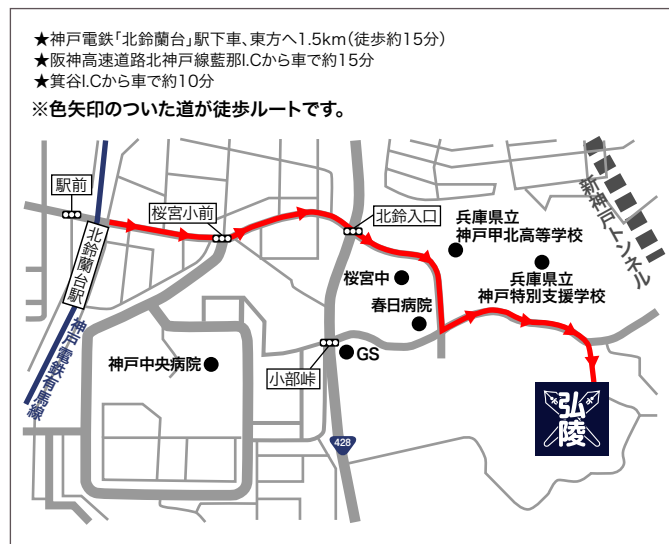 ★神戸電鉄「北鈴蘭台」駅下車、東方へ1.5km(徒歩約15分)
★阪神高速道路北神戸線藍那I.Cから車で約15分
★箕谷I.Cから車で約10分
※色矢印のついた道が徒歩ルートです。
駅前
桜宮小前
北鈴入口
兵庫県立
神戸甲北高等学校
新神戸トンネル
北鈴蘭台駅
桜宮中
兵庫県立
神戸特別支援学校
春日病院
神戸電鉄有馬線
神戸中央病院
小部峠
GS
弘陵
428